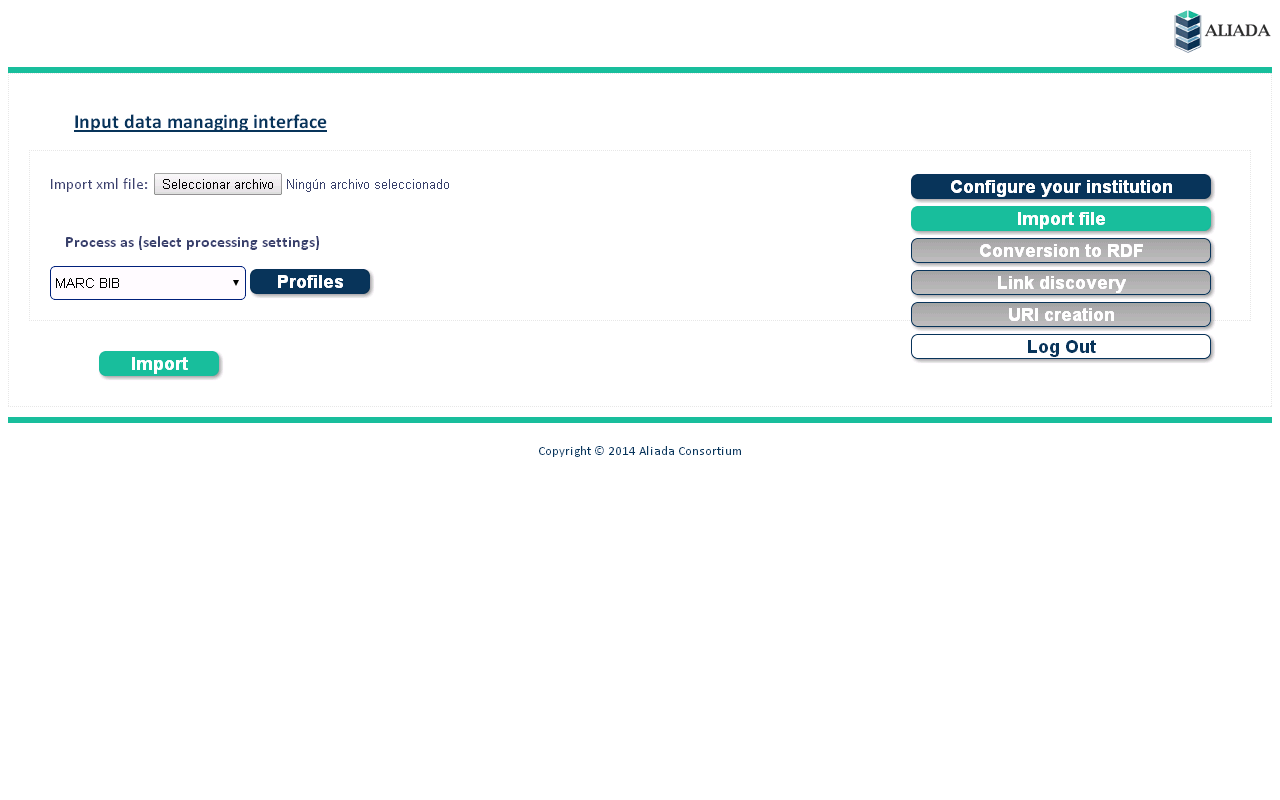 ALIADA
Input data managing interface
Import xml file: Seleccionar archivo Ningún archivo seleccionado
Process as (select processing settings)
MARC BIB Profiles
Import
Configure your institution
Import file
Conversion to RDF
Link discovery
URI creation
Log Out
Copyright © 2014 Aliada Consortium